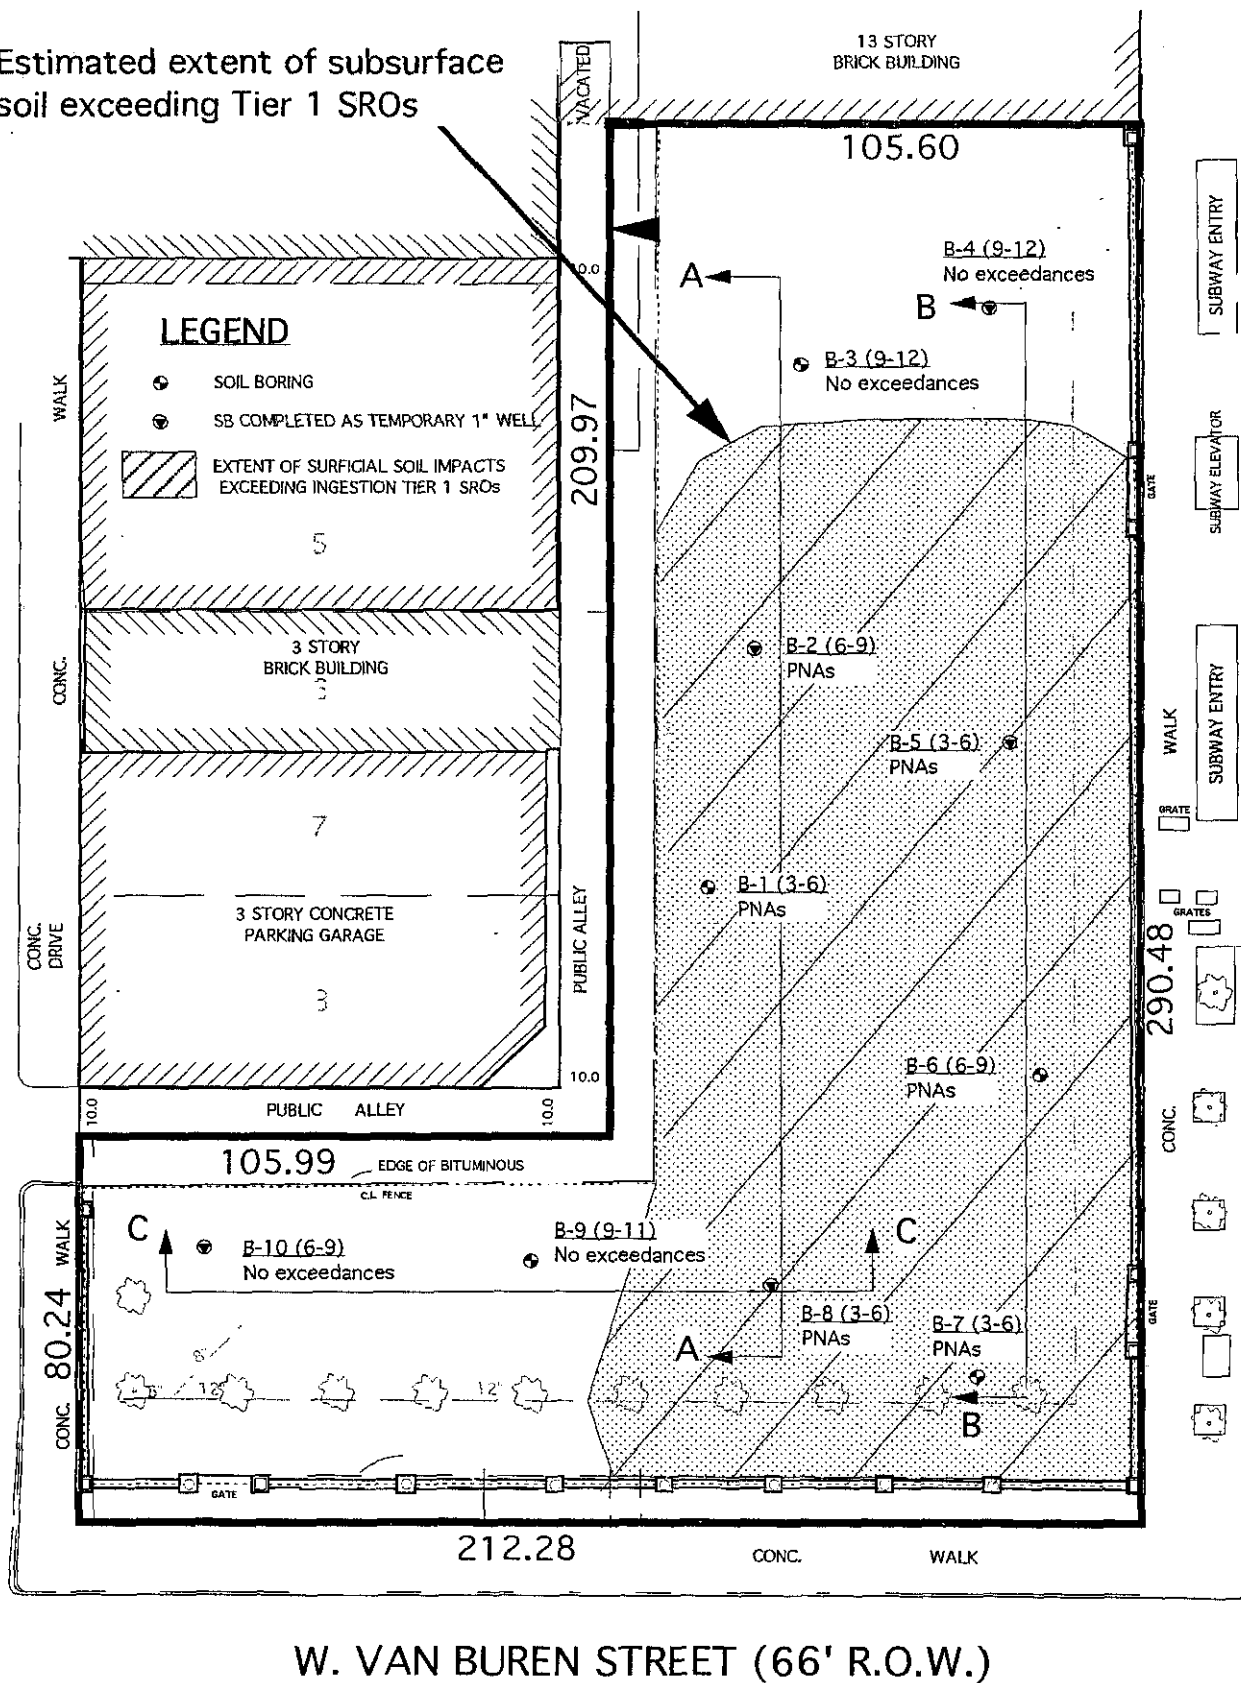 Estimated extent of subsurface
soil exceeding Tier 1 SROs
VACATED
13 STORY
BRICK BUILDING
105.60
SUBWAY ENTRY
10.0
A
B-4 (9-12)
No exceedances
B
LEGEND
SOIL BORING
SB COMPLETED AS TEMPORARY 1" WELL
EXTENT OF SURFICIAL SOIL IMPACTS
EXCEEDING INGESTION TIER 1 SROs
WALK
B-3 (9-12)
No exceedances
209.97
SUBWAY ELEVATOR
GATE
5
3 STORY
BRICK BUILDING
CONC.
B-2 (6-9)
PNAs
B-5 (3-6)
PNAs
WALK
SUBWAY ENTRY
GRATE
7
B-1 (3-6)
PNAs
GRATES
3 STORY CONCRETE
PARKING GARAGE
CONC.
DRIVE
PUBLIC ALLEY
290.48
B-6 (6-9)
PNAs
10.0
10.0
PUBLIC ALLEY
10.0
CONC.
105.99
EDGE OF BITUMINOUS
C.L. FENCE
WALK
C
B-10 (6-9)
No exceedances
B-9 (9-11)
No exceedances
C
80.24
B-8 (3-6)
PNAs
B-7 (3-6)
PNAs
GATE
A
8
12"
12"
CONC.
B
GATE
212.28
CONC. WALK
W. VAN BUREN STREET (66' R.O.W.)